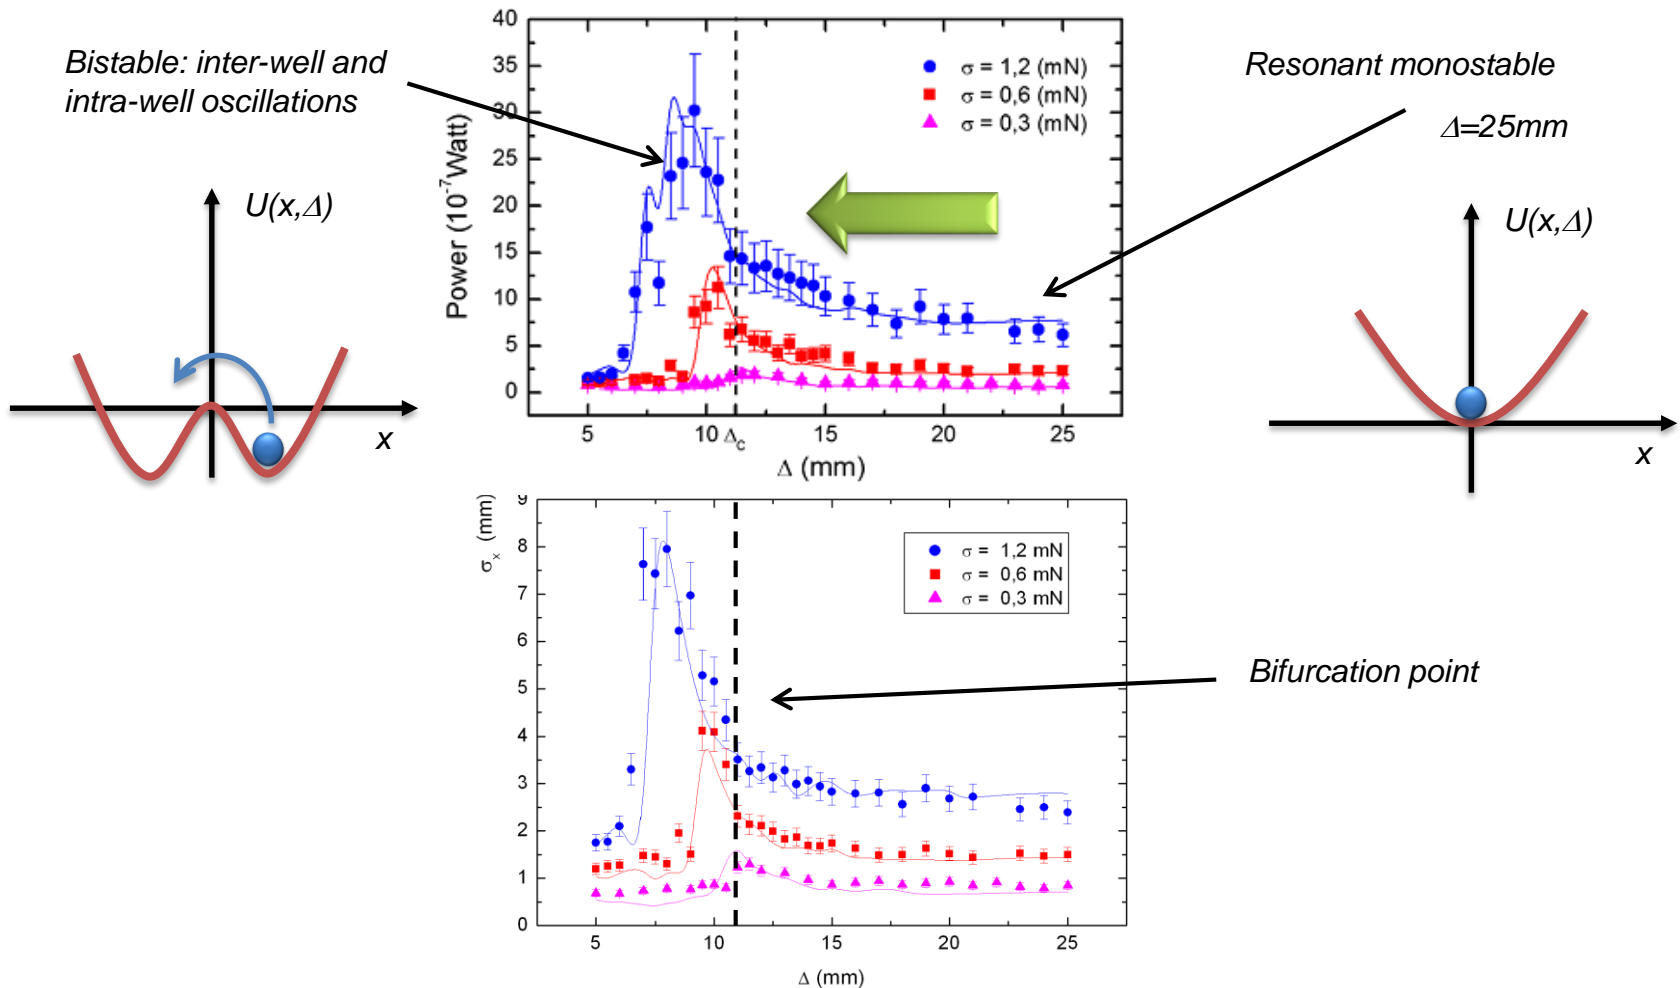 Bistable: inter-well and
intra-well oscillations
U(x,Δ)
x
40
35
30
25
20
15
10
5
0
Power (10⁻⁷Watt)
σ = 1,2 (mN)
σ = 0,6 (mN)
σ = 0,3 (mN)
5
10
Δc
15
20
25
Δ (mm)
Resonant monostable
Δ=25mm
U(x,Δ)
x
9
8
7
6
5
4
3
2
1
0
σx (mm)
σ = 1,2 mN
σ = 0,6 mN
σ = 0,3 mN
5
10
15
20
25
Δ (mm)
Bifurcation point